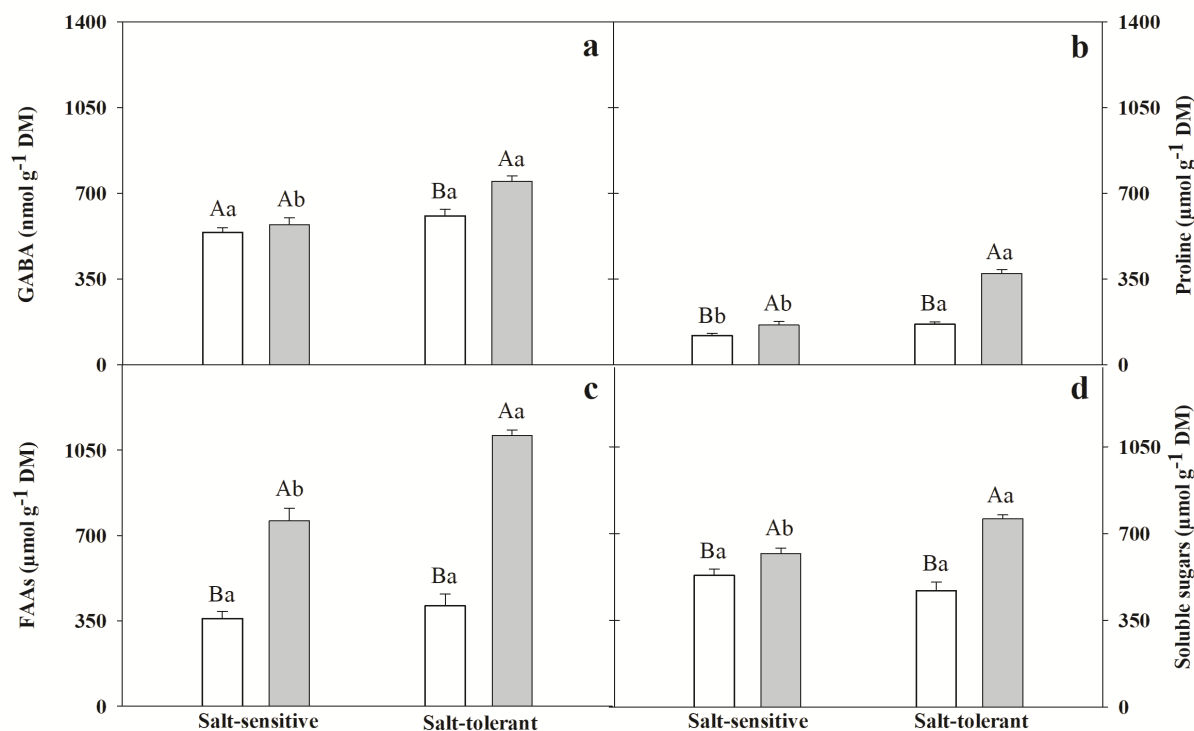 1400
1050
700
350
0
GABA (nmol g-1 DM)
a
Aa
Ab
Ba
Aa
b
Bb
Ab
Ba
Aa
1400
1050
700
350
0
Proline (µmol g-1 DM)
1050
700
350
0
FAAs (µmol g-1 DM)
c
Ba
Ab
Ba
Aa
Salt-sensitive
Salt-tolerant
d
Ba
Ab
Ba
Aa
Salt-sensitive
Salt-tolerant
1050
700
350
0
Soluble sugars (µmol g-1 DM)